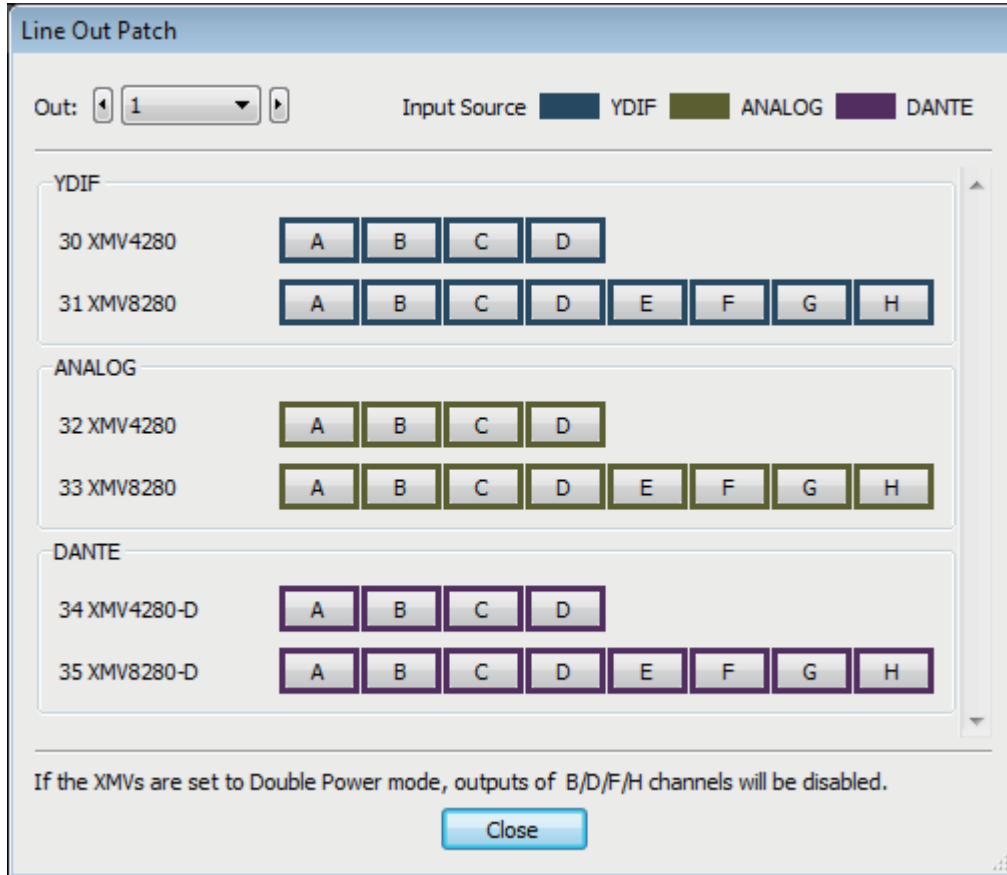 Line Out Patch
Out: 1 Input Source YDIF ANALOG DANTE
YDIF
30 XMV4280 A B C D
31 XMV8280 A B C D E F G H
ANALOG
32 XMV4280 A B C D
33 XMV8280 A B C D E F G H
DANTE
34 XMV4280-D A B C D
35 XMV8280-D A B C D E F G H
If the XMVs are set to Double Power mode, outputs of B/D/F/H channels will be disabled.
Close